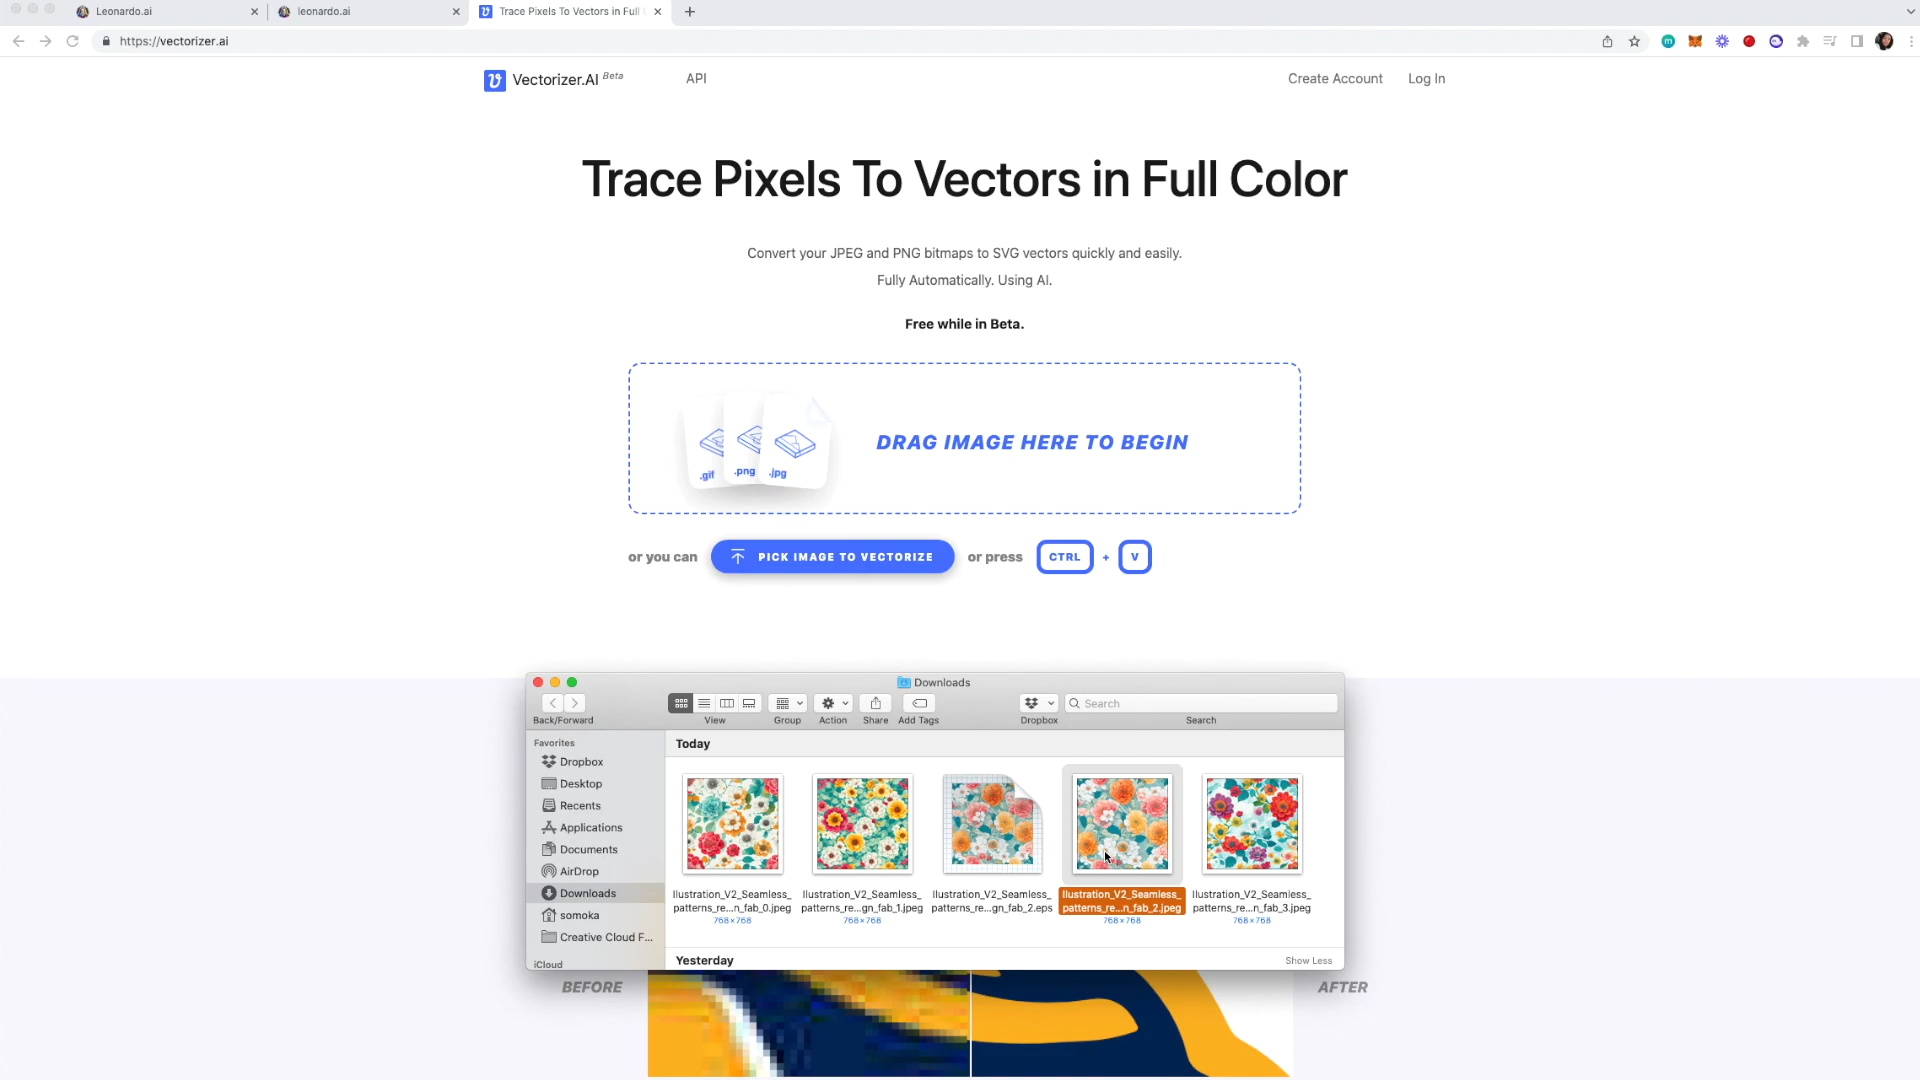 Leonardo.ai
leonardo.ai
Trace Pixels To Vectors in Full
https://vectorizer.ai
Vectorizer.AI Beta
API
Create Account
Log In
Trace Pixels To Vectors in Full Color
Convert your JPEG and PNG bitmaps to SVG vectors quickly and easily.
Fully Automatically. Using AI.
Free while in Beta.
.gif
.png
.jpg
DRAG IMAGE HERE TO BEGIN
or you can
PICK IMAGE TO VECTORIZE
or press
CTRL
+
V
Downloads
Back/Forward
View
Group
Action
Share
Add Tags
Dropbox
Search
Search
Favorites
Dropbox
Desktop
Recents
Applications
Documents
AirDrop
Downloads
somoka
Creative Cloud F...
iCloud
Today
Ilustration_V2_Seamless_
patterns_re...n_fab_0.jpeg
768×768
Ilustration_V2_Seamless_
patterns_re...gn_fab_1.jpeg
768×768
Ilustration_V2_Seamless_
patterns_re...gn_fab_2.eps
Ilustration_V2_Seamless_
patterns_re...n_fab_2.jpeg
768×768
Ilustration_V2_Seamless_
patterns_re...n_fab_3.jpeg
768×768
Yesterday
Show Less
BEFORE
AFTER